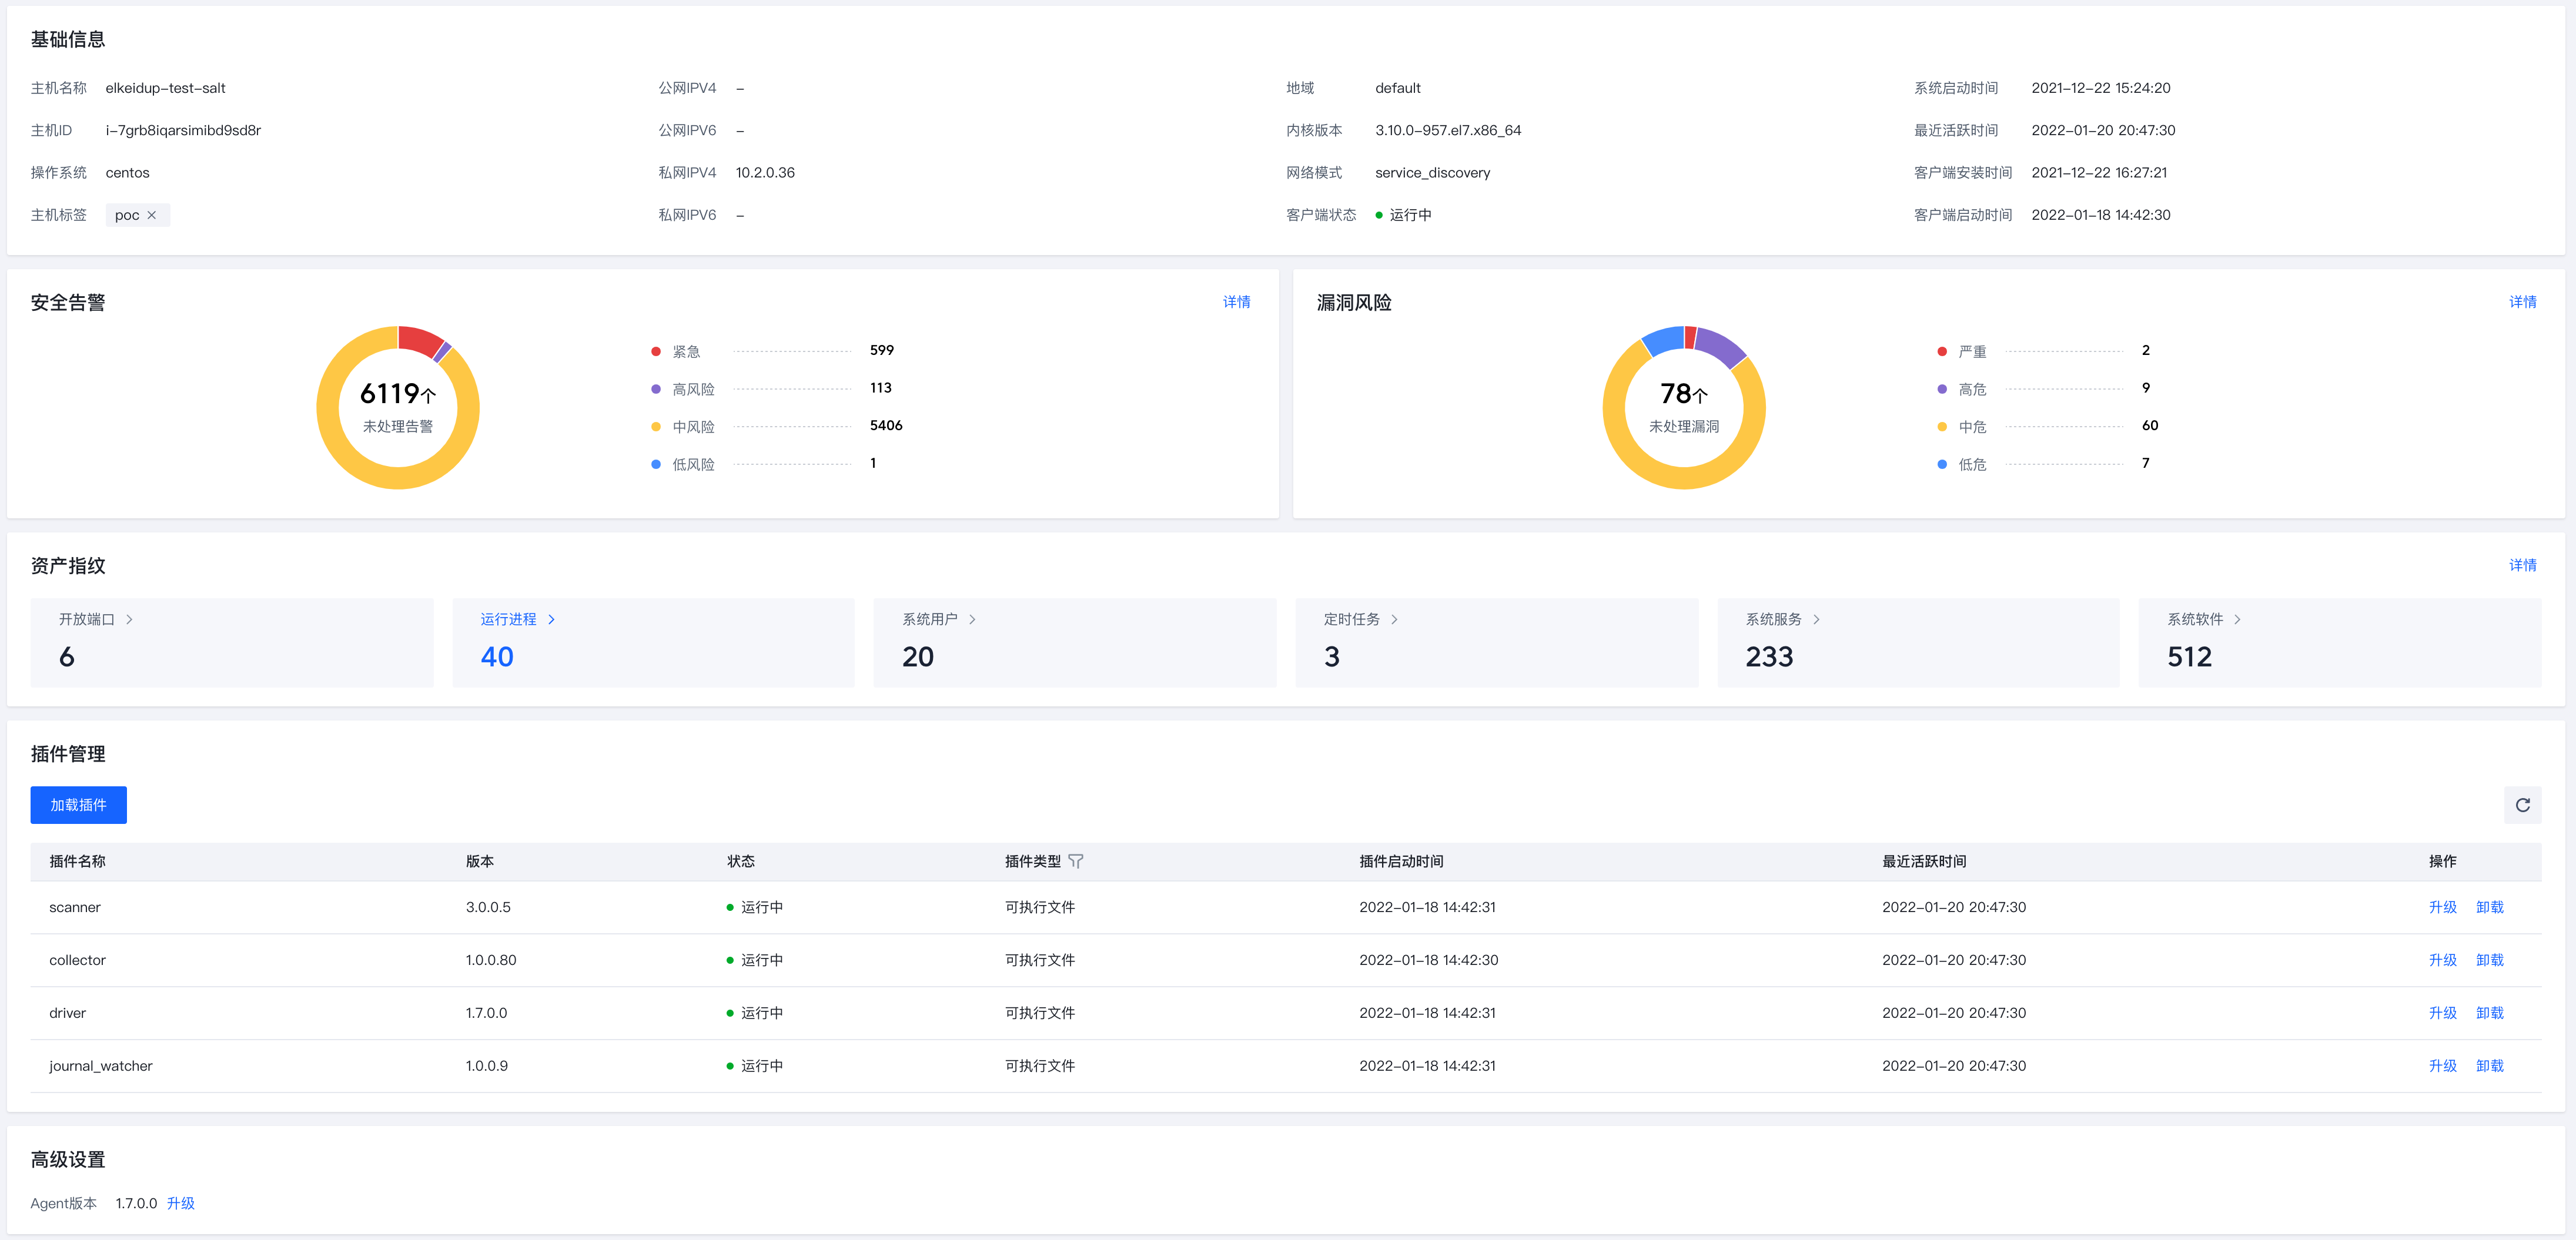 基础信息
主机名称 elkeidup-test-salt 公网IPV4 - 地域 default 系统启动时间 2021-12-22 15:24:20
主机ID i-7grb8iqarsimibd9sd8r 公网IPV6 - 内核版本 3.10.0-957.el7.x86_64 最近活跃时间 2022-01-20 20:47:30
操作系统 centos 私网IPV4 10.2.0.36 网络模式 service_discovery 客户端安装时间 2021-12-22 16:27:21
主机标签 poc × 私网IPV6 - 客户端状态 运行中 客户端启动时间 2022-01-18 14:42:30
安全告警 详情
6119个
未处理告警
紧急 599
高风险 113
中风险 5406
低风险 1
漏洞风险 详情
78个
未处理漏洞
严重 2
高危 9
中危 60
低危 7
资产指纹 详情
开放端口 > 运行进程 > 系统用户 > 定时任务 > 系统服务 > 系统软件 >
6 40 20 3 233 512
插件管理
加载插件
插件名称 版本 状态 插件类型 插件启动时间 最近活跃时间 操作
scanner 3.0.0.5 运行中 可执行文件 2022-01-18 14:42:31 2022-01-20 20:47:30 升级 卸载
collector 1.0.0.80 运行中 可执行文件 2022-01-18 14:42:30 2022-01-20 20:47:30 升级 卸载
driver 1.7.0.0 运行中 可执行文件 2022-01-18 14:42:31 2022-01-20 20:47:30 升级 卸载
journal_watcher 1.0.0.9 运行中 可执行文件 2022-01-18 14:42:31 2022-01-20 20:47:30 升级 卸载
高级设置
Agent版本 1.7.0.0 升级